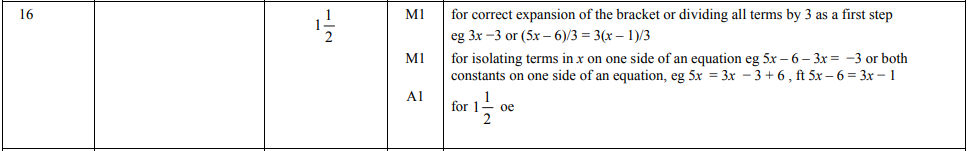 16
1 1/2
M1 for correct expansion of the bracket or dividing all terms by 3 as a first step
eg 3x −3 or (5x – 6)/3 = 3(x – 1)/3
M1 for isolating terms in x on one side of an equation eg 5x – 6 – 3x = −3 or both
constants on one side of an equation, eg 5x = 3x − 3 + 6 , ft 5x – 6 = 3x – 1
A1 for 1 1/2 oe